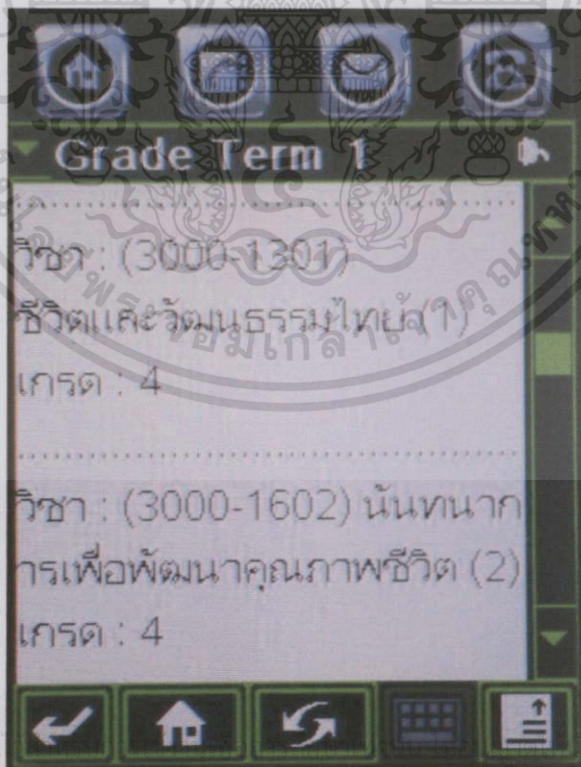 Grade Term 1
วิชา : (3000-1301)
ชีวิตและวัฒนธรรมไทย (1)
เกรด : 4
วิชา : (3000-1602) นันทนาก
ารเพื่อพัฒนาคุณภาพชีวิต (2)
เกรด : 4